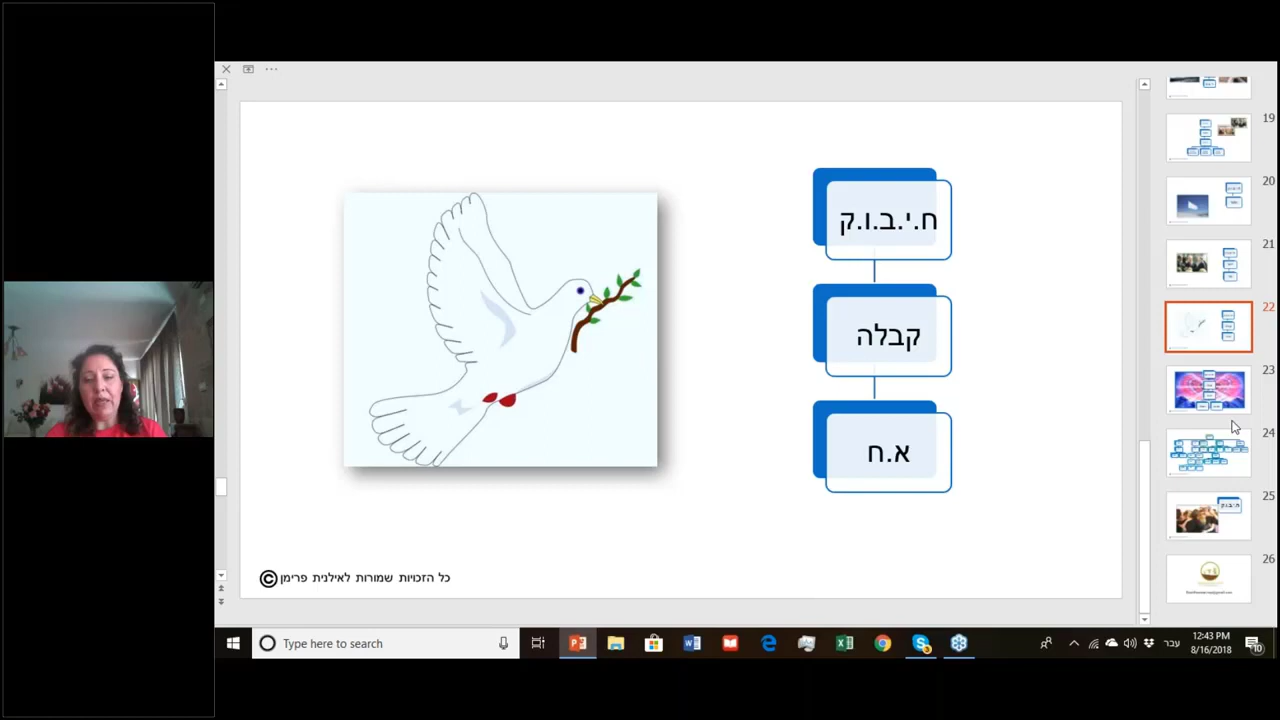 ח.י.ב.ו.ק
קבלה
א.ח
כל הזכויות שמורות לאילנית פרימן ©
19
20
21
22
23
24
25
26
Type here to search
עבר
12:43 PM
8/16/2018
10